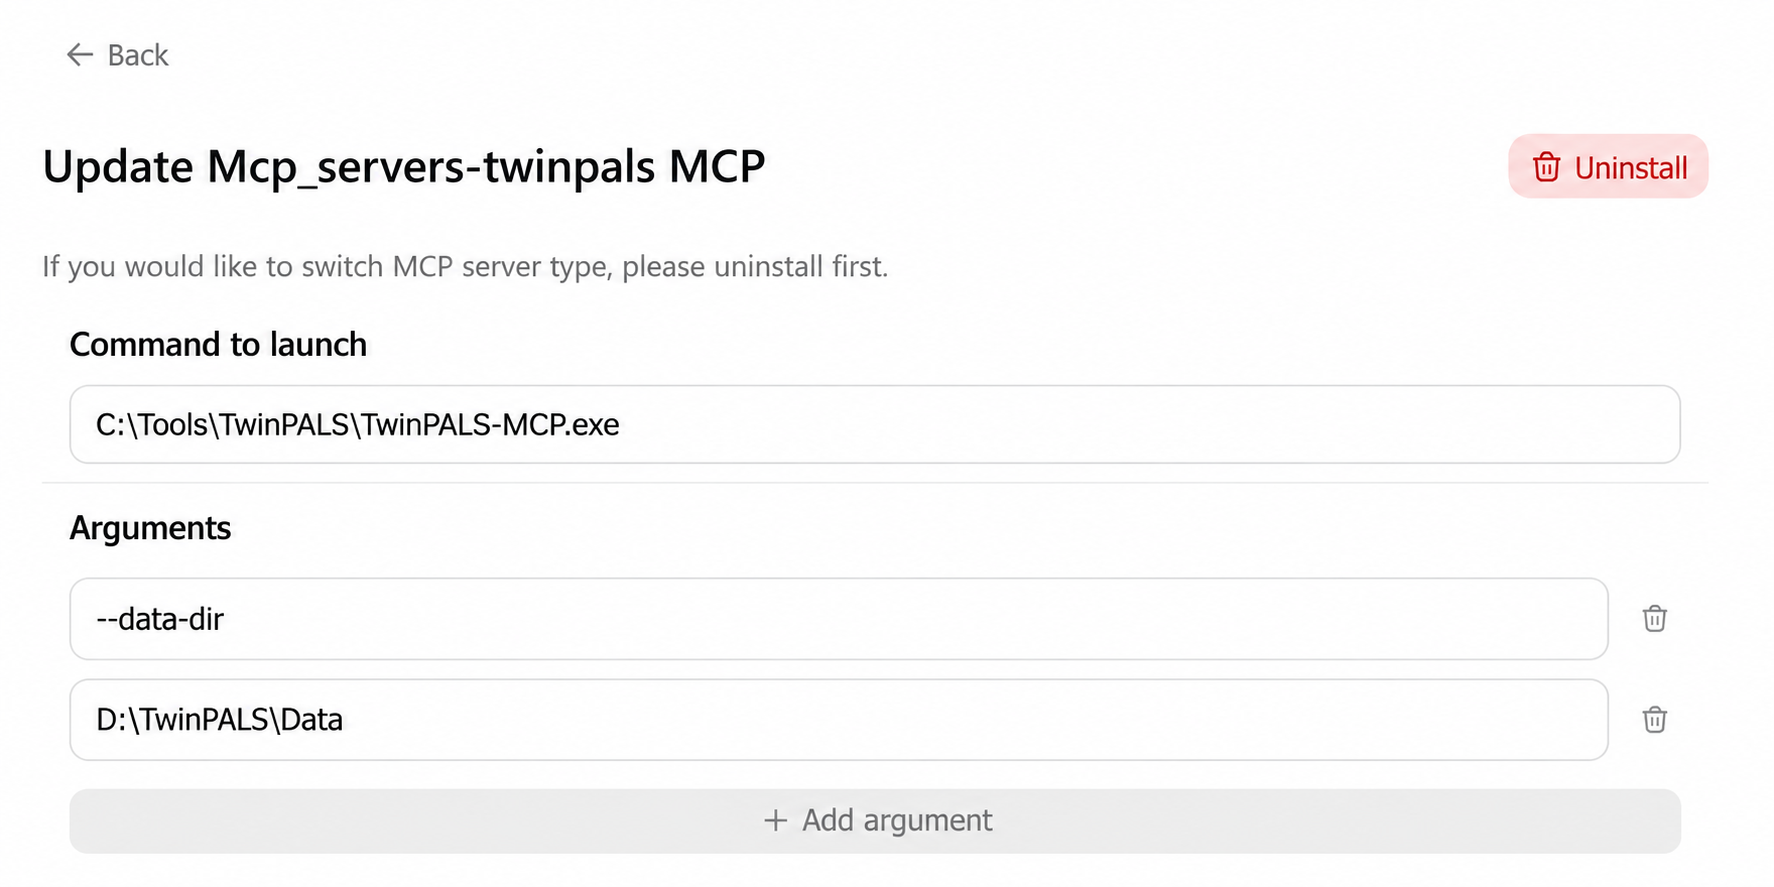 ← Back
Update Mcp_servers-twinpals MCP
Uninstall
If you would like to switch MCP server type, please uninstall first.
Command to launch
C:\Tools\TwinPALS\TwinPALS-MCP.exe
Arguments
--data-dir
D:\TwinPALS\Data
+ Add argument